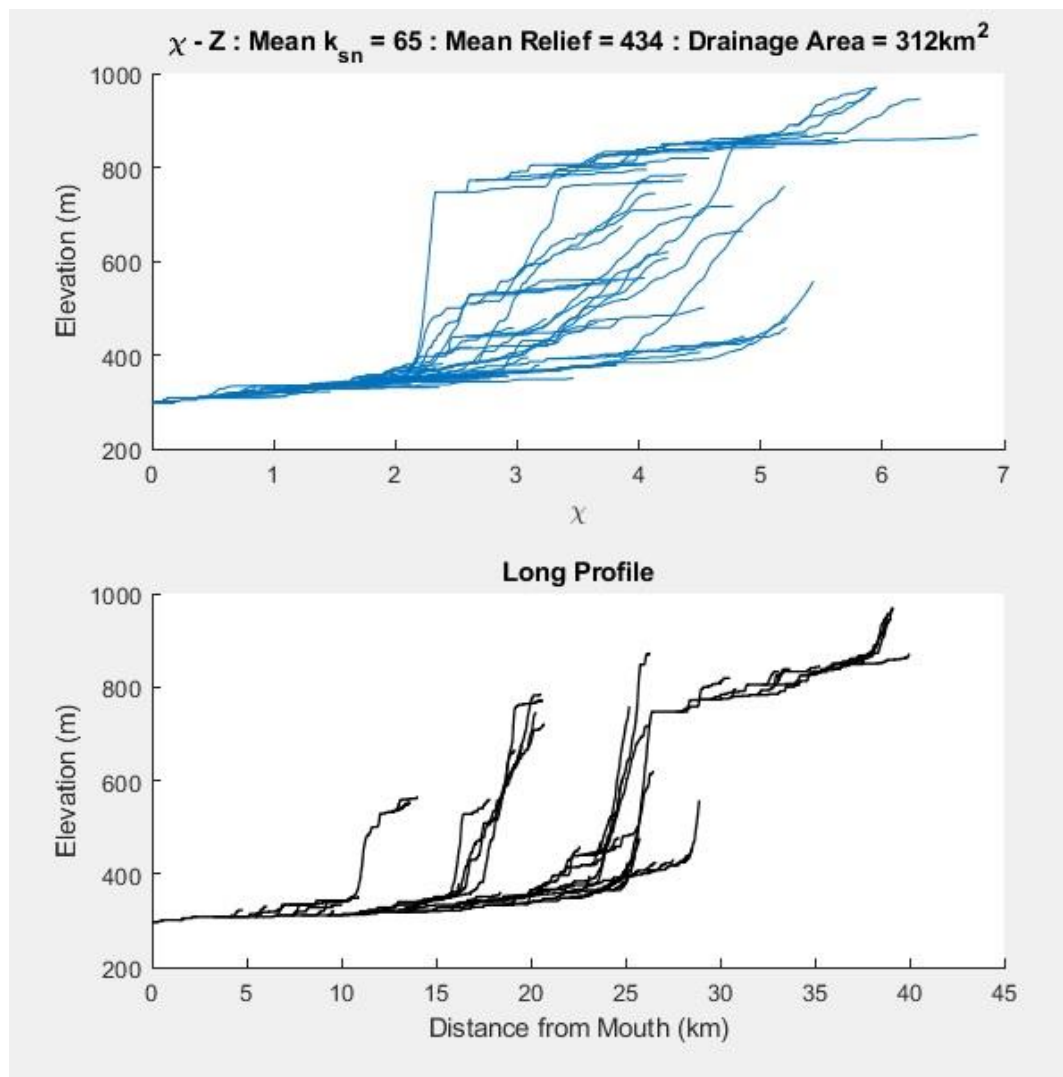 χ - Z : Mean ksn = 65 : Mean Relief = 434 : Drainage Area = 312km²
1000
800
600
400
200
Elevation (m)
0 1 2 3 4 5 6 7
χ
Long Profile
1000
800
600
400
200
Elevation (m)
0 5 10 15 20 25 30 35 40 45
Distance from Mouth (km)